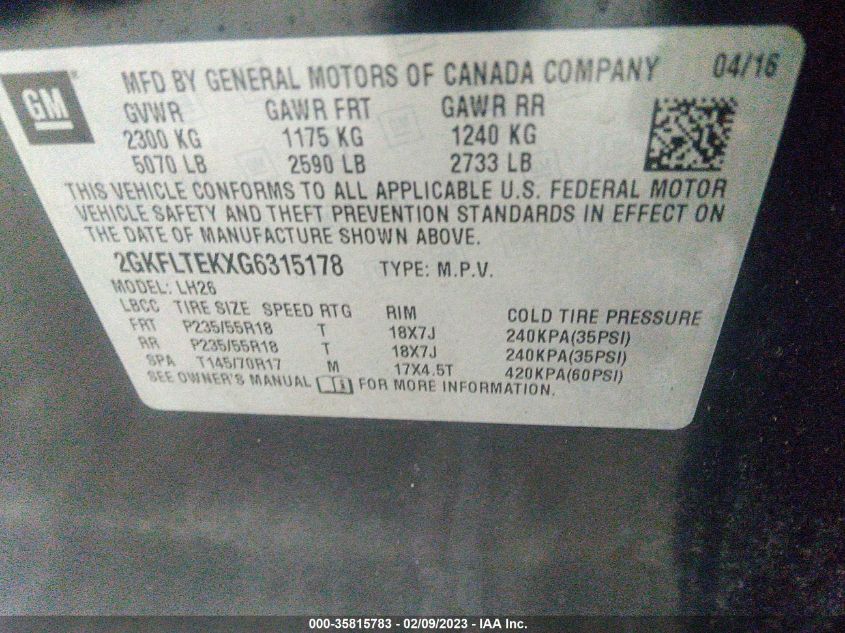 GM
MFD BY GENERAL MOTORS OF CANADA COMPANY 04/16
GVWR GAWR FRT GAWR RR
2300 KG 1175 KG 1240 KG
5070 LB 2590 LB 2733 LB
THIS VEHICLE CONFORMS TO ALL APPLICABLE U.S. FEDERAL MOTOR
VEHICLE SAFETY AND THEFT PREVENTION STANDARDS IN EFFECT ON
THE DATE OF MANUFACTURE SHOWN ABOVE.
2GKFLTEKXG6315178 TYPE: M.P.V.
MODEL: LH26
LBCC TIRE SIZE SPEED RTG RIM COLD TIRE PRESSURE
FRT P235/55R18 T 18X7J 240KPA(35PSI)
RR P235/55R18 T 18X7J 240KPA(35PSI)
SPA T145/70R17 M 17X4.5T 420KPA(60PSI)
SEE OWNER'S MANUAL FOR MORE INFORMATION.
000-35815783 - 02/09/2023 - IAA Inc.